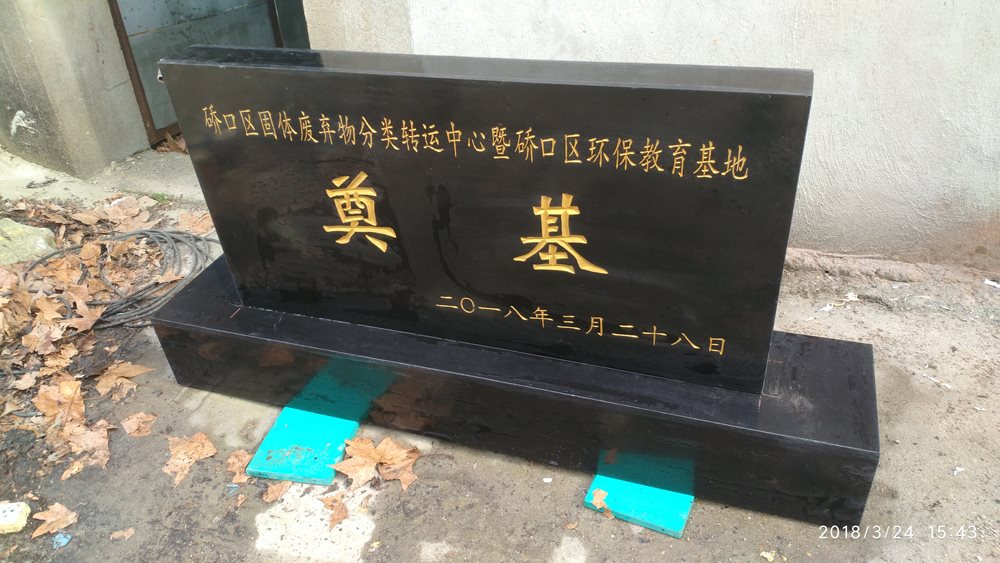 硚口区固体废弃物分类转运中心暨硚口区环保教育基地
奠基
二〇一八年三月二十八日
2018/3/24 15:43